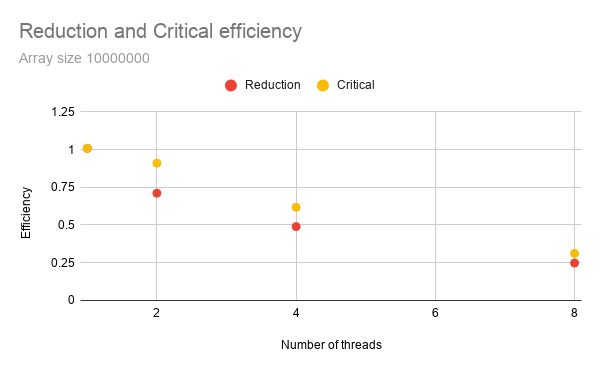 Reduction and Critical efficiency
Array size 10000000
Reduction Critical
1.25
1
0.75
0.5
0.25
0
Efficiency
2 4 6 8
Number of threads